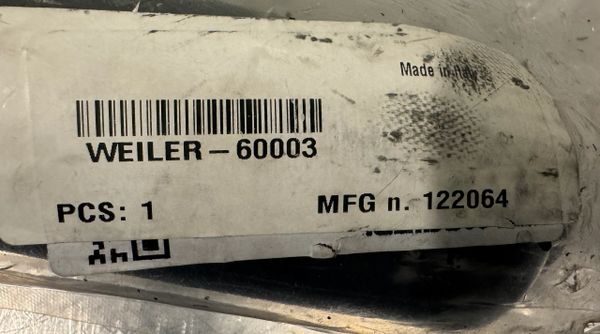 Made in Italy
WEILER-60003
PCS: 1
MFG n. 122064